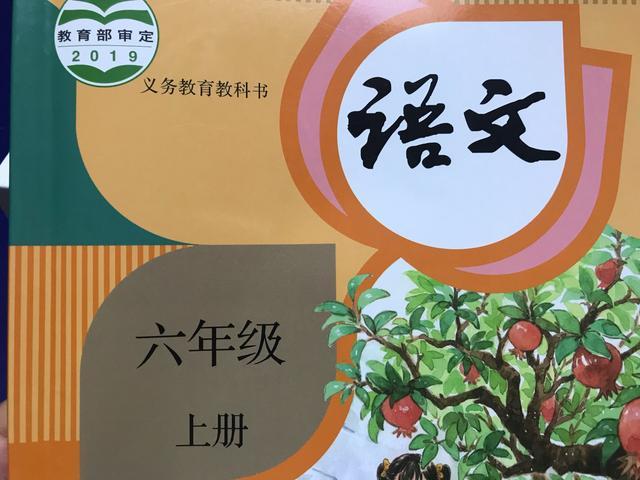 教育部审定
2019
义务教育教科书
语文
六年级
上册